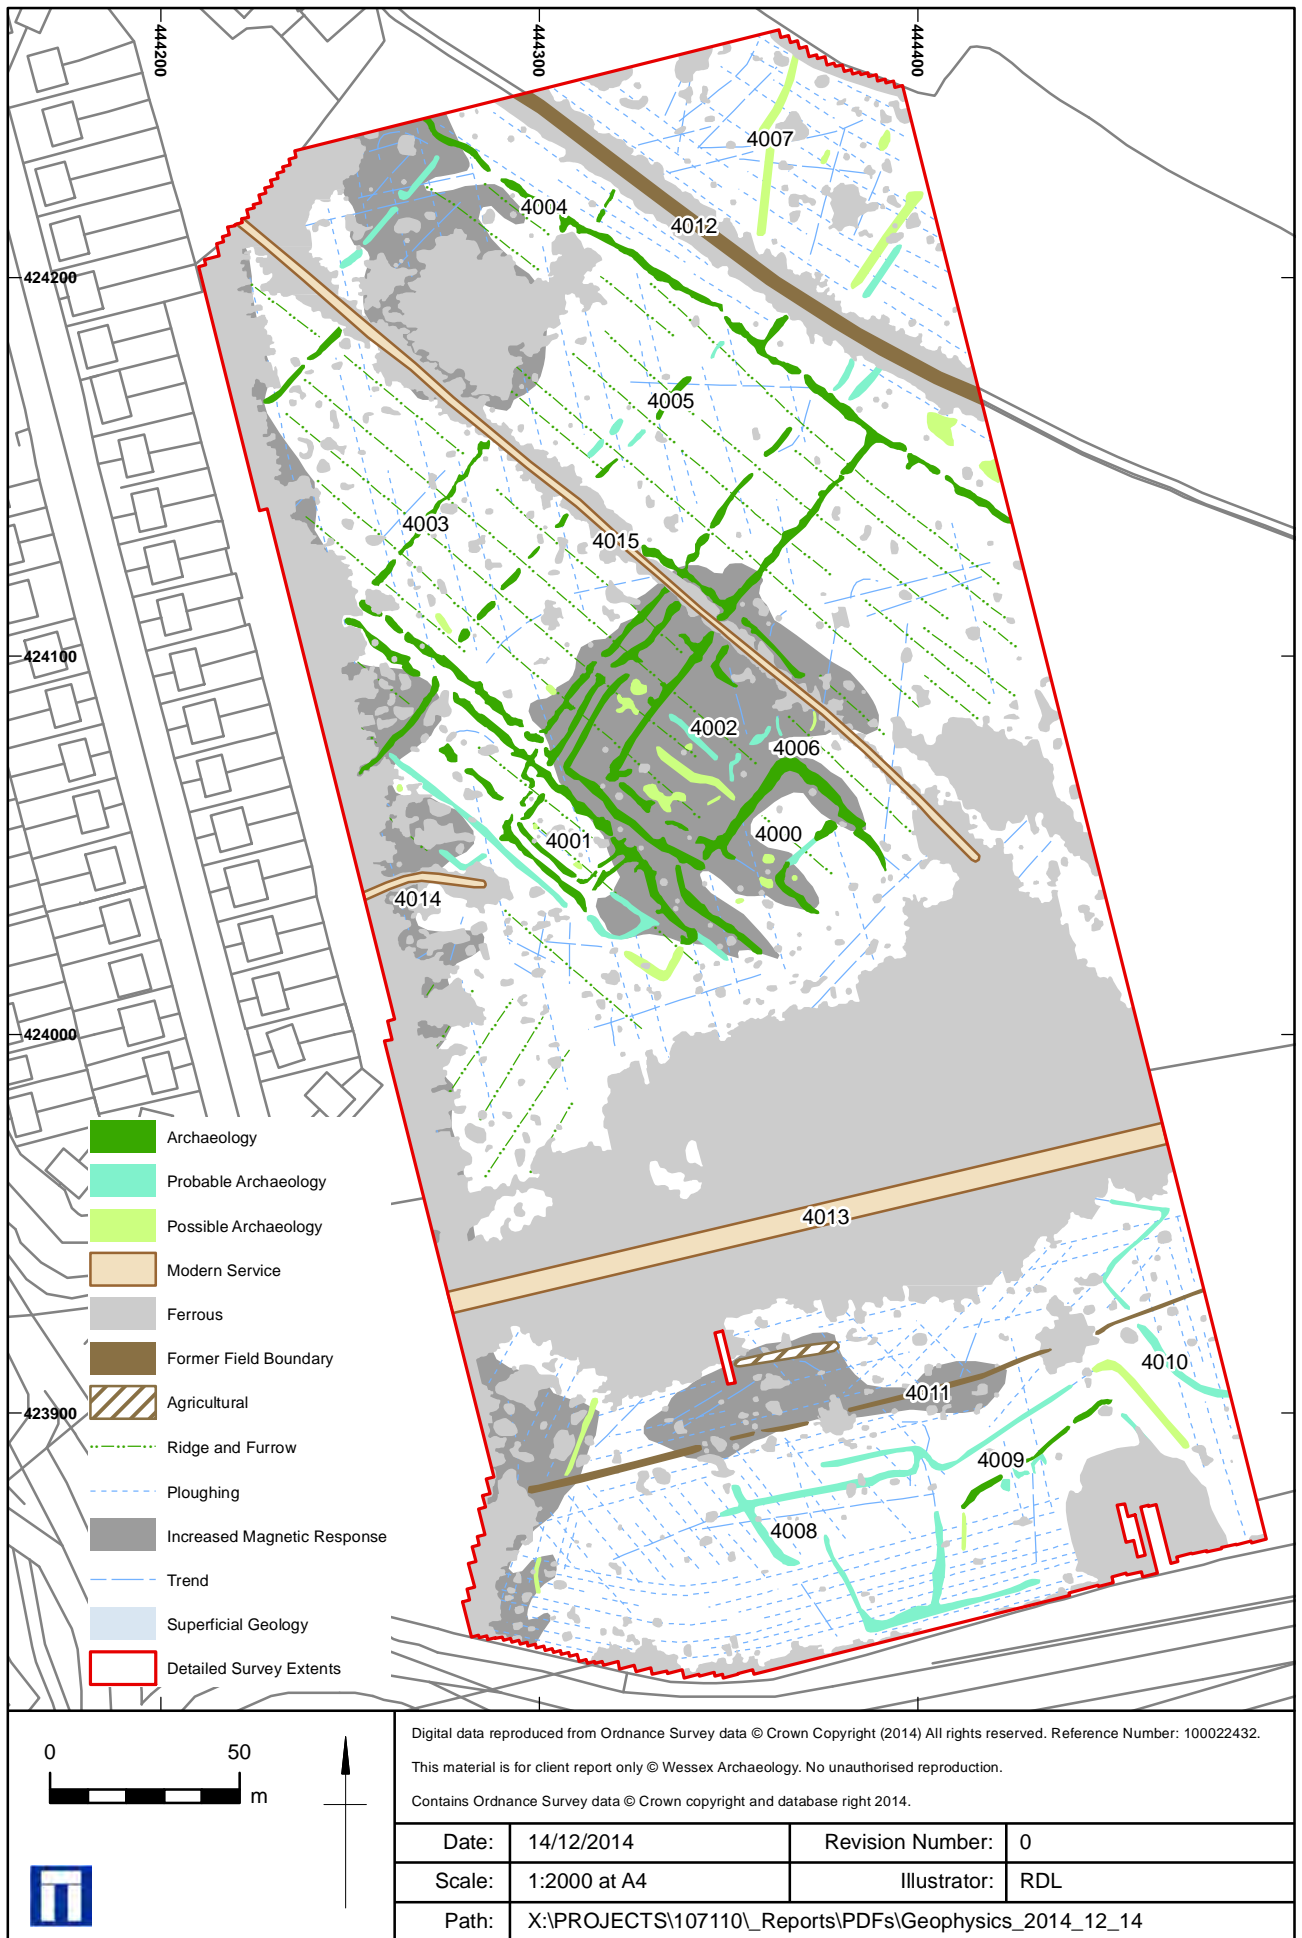 444200
444300
444400
4007
4004
4012
424200
4005
4003
4015
424100
4002
4006
4000
4001
4014
424000
Archaeology
Probable Archaeology
Possible Archaeology
4013
Modern Service
Ferrous
Former Field Boundary
4010
4011
Agricultural
423900
Ridge and Furrow
4009
Ploughing
4008
Increased Magnetic Response
Trend
Superficial Geology
Detailed Survey Extents
0 50
m
Digital data reproduced from Ordnance Survey data © Crown Copyright (2014) All rights reserved. Reference Number: 100022432.
This material is for client report only © Wessex Archaeology. No unauthorised reproduction.
Contains Ordnance Survey data © Crown copyright and database right 2014.
Date: 14/12/2014 Revision Number: 0
Scale: 1:2000 at A4 Illustrator: RDL
Path: X:\PROJECTS\107110\_Reports\PDFs\Geophysics_2014_12_14